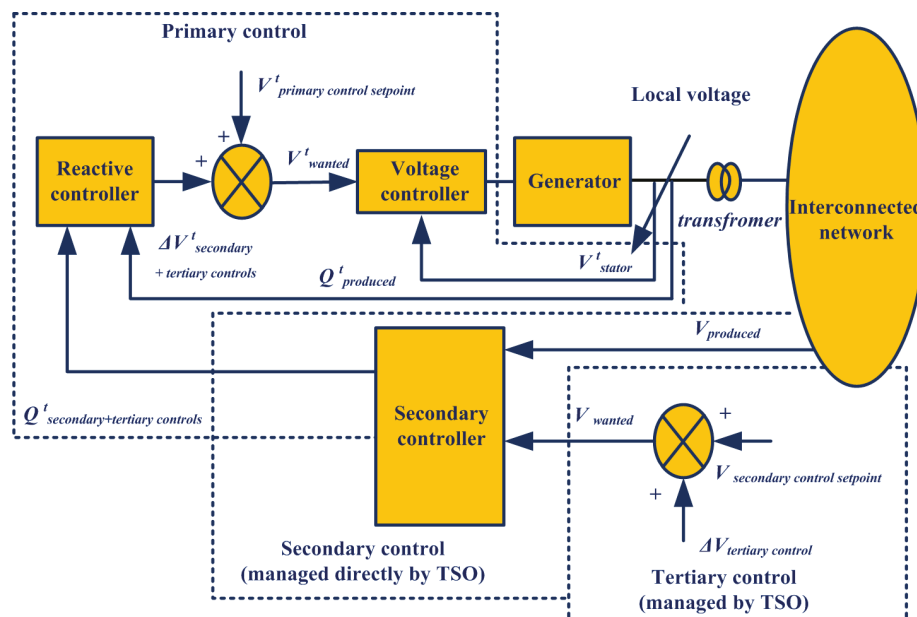 Primary control
V^t primary control setpoint
Local voltage
+
+
V^t wanted
Reactive
controller
Voltage
controller
Generator
transfromer
Interconnected
network
ΔV^t secondary
+ tertiary controls
Q^t produced
V^t stator
V produced
Q^t secondary+tertiary controls
Secondary
controller
V wanted
+
V secondary control setpoint
+
ΔV tertiary control
Secondary control
(managed directly by TSO)
Tertiary control
(managed by TSO)